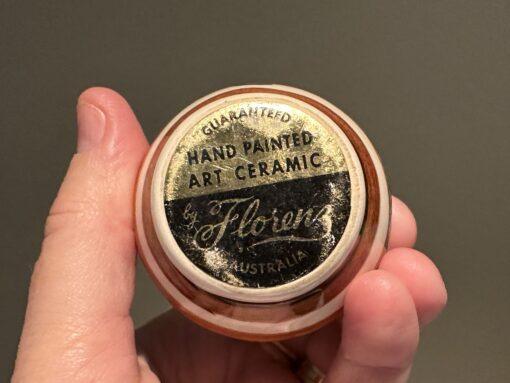 GUARANTEED
HAND PAINTED
ART CERAMIC
by Florenz
AUSTRALIA